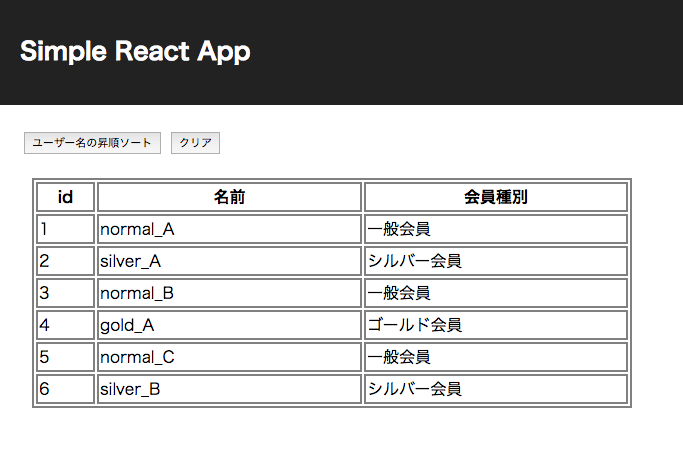 Simple React App
ユーザー名の昇順ソート クリア
id 名前 会員種別
1 normal_A 一般会員
2 silver_A シルバー会員
3 normal_B 一般会員
4 gold_A ゴールド会員
5 normal_C 一般会員
6 silver_B シルバー会員